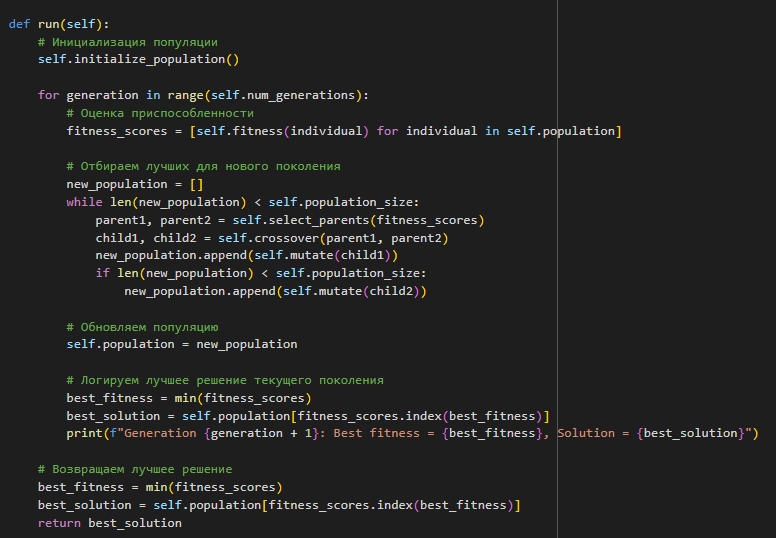 def run(self):
# Инициализация популяции
self.initialize_population()
for generation in range(self.num_generations):
# Оценка приспособленности
fitness_scores = [self.fitness(individual) for individual in self.population]
# Отбираем лучших для нового поколения
new_population = []
while len(new_population) < self.population_size:
parent1, parent2 = self.select_parents(fitness_scores)
child1, child2 = self.crossover(parent1, parent2)
new_population.append(self.mutate(child1))
if len(new_population) < self.population_size:
new_population.append(self.mutate(child2))
# Обновляем популяцию
self.population = new_population
# Логируем лучшее решение текущего поколения
best_fitness = min(fitness_scores)
best_solution = self.population[fitness_scores.index(best_fitness)]
print(f"Generation {generation + 1}: Best fitness = {best_fitness}, Solution = {best_solution}")
# Возвращаем лучшее решение
best_fitness = min(fitness_scores)
best_solution = self.population[fitness_scores.index(best_fitness)]
return best_solution